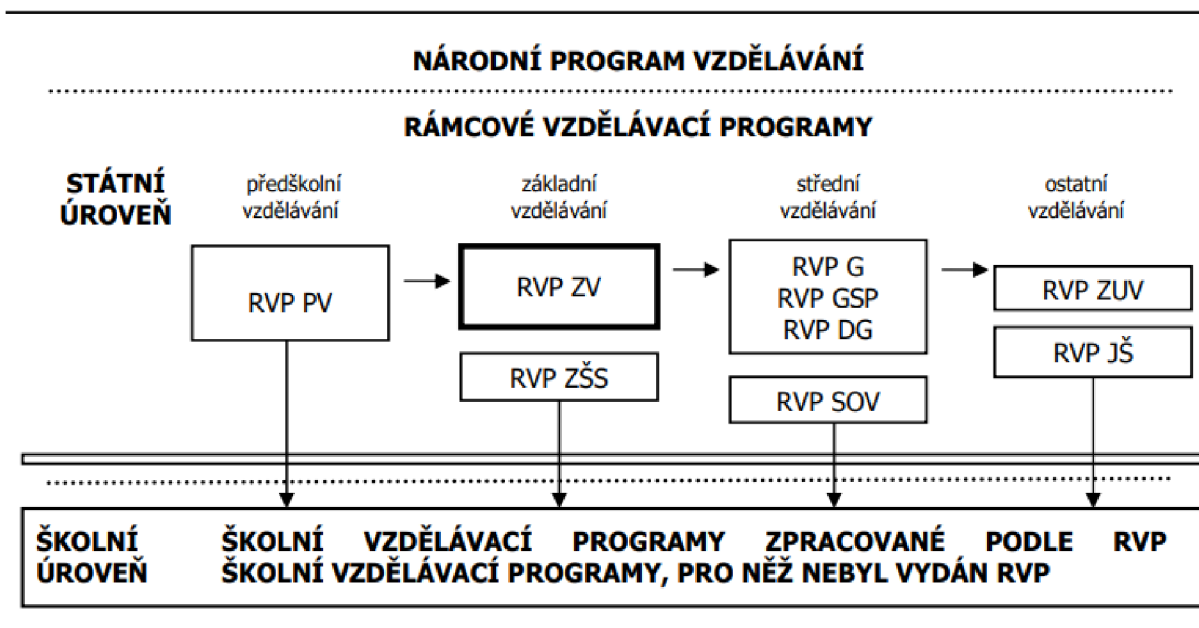 NÁRODNÍ PROGRAM VZDĚLÁVÁNÍ
RÁMCOVÉ VZDĚLÁVACÍ PROGRAMY
STÁTNÍ
ÚROVEŇ
předškolní
vzdělávání
základní
vzdělávání
střední
vzdělávání
ostatní
vzdělávání
RVP PV
RVP ZV
RVP ZŠS
RVP G
RVP GSP
RVP DG
RVP SOV
RVP ZUV
RVP JŠ
ŠKOLNÍ
ÚROVEŇ
ŠKOLNÍ VZDĚLÁVACÍ PROGRAMY ZPRACOVANÉ PODLE RVP
ŠKOLNÍ VZDĚLÁVACÍ PROGRAMY, PRO NĚŽ NEBYL VYDÁN RVP